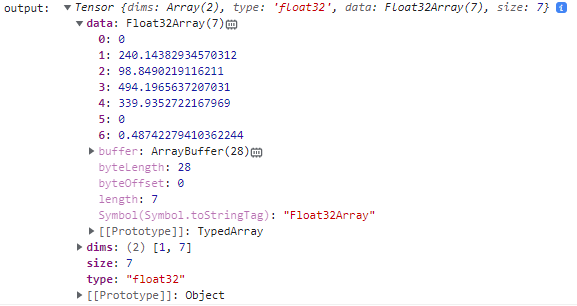 output: ▼ Tensor {dims: Array(2), type: 'float32', data: Float32Array(7), size: 7} i
▼ data: Float32Array(7)
0: 0
1: 240.14382934570312
2: 98.8490219116211
3: 494.1965637207031
4: 339.9352722167969
5: 0
6: 0.48742279410362244
▶ buffer: ArrayBuffer(28)
byteLength: 28
byteOffset: 0
length: 7
Symbol(Symbol.toStringTag): "Float32Array"
▶ [[Prototype]]: TypedArray
▶ dims: (2) [1, 7]
size: 7
type: "float32"
▶ [[Prototype]]: Object